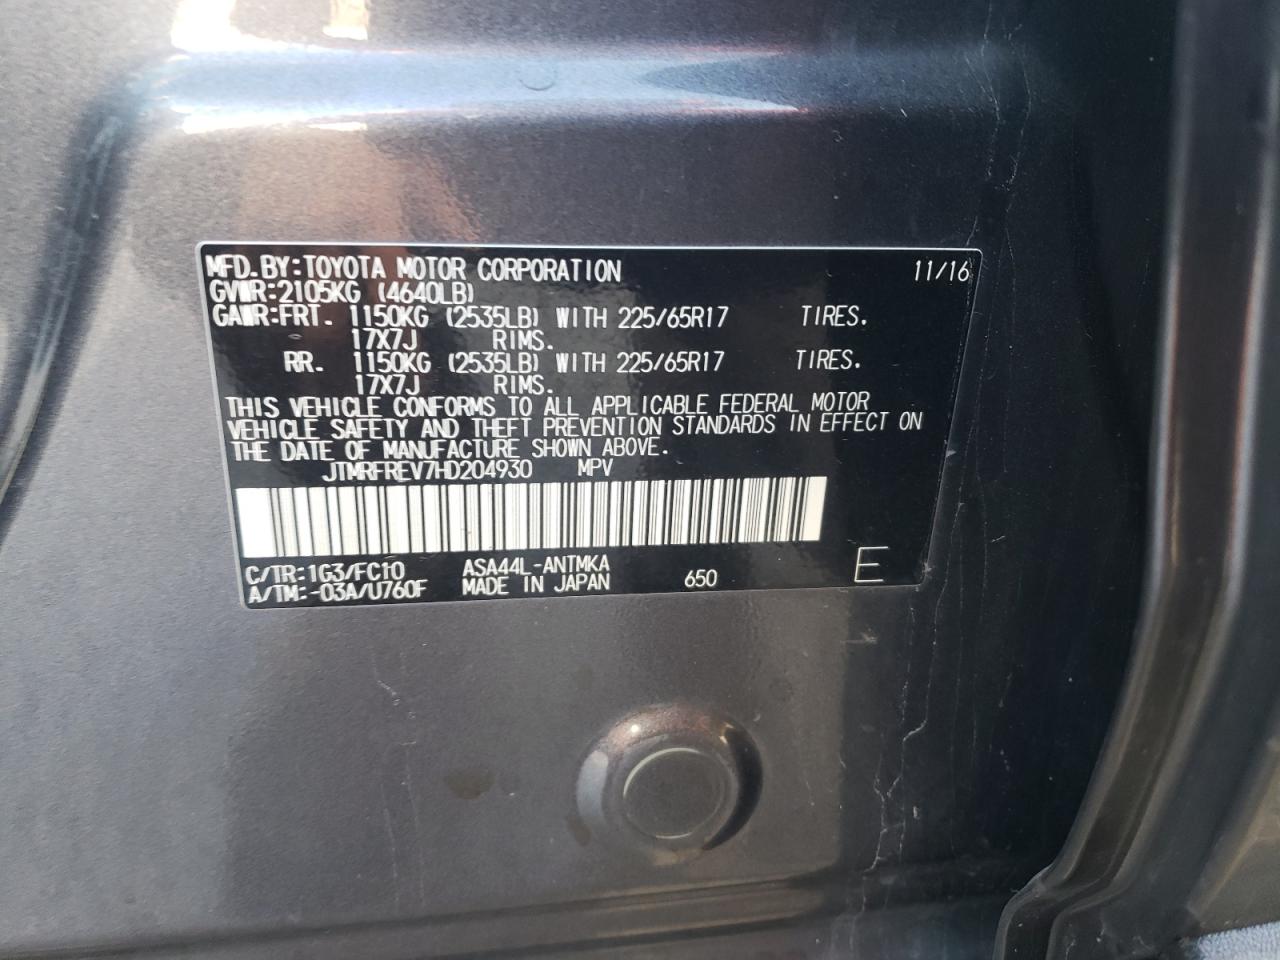 MFD.BY:TOYOTA MOTOR CORPORATION 11/16
GVWR:2105KG (4640LB)
GAWR:FRT. 1150KG (2535LB) WITH 225/65R17 TIRES.
17X7J RIMS.
RR. 1150KG (2535LB) WITH 225/65R17 TIRES.
17X7J RIMS.
THIS VEHICLE CONFORMS TO ALL APPLICABLE FEDERAL MOTOR
VEHICLE SAFETY AND THEFT PREVENTION STANDARDS IN EFFECT ON
THE DATE OF MANUFACTURE SHOWN ABOVE.
JTMRFREV7HD204930 MPV
C/TR:1G3/FC10 ASA44L-ANTMKA
A/TM:-03A/U760F MADE IN JAPAN 650 E